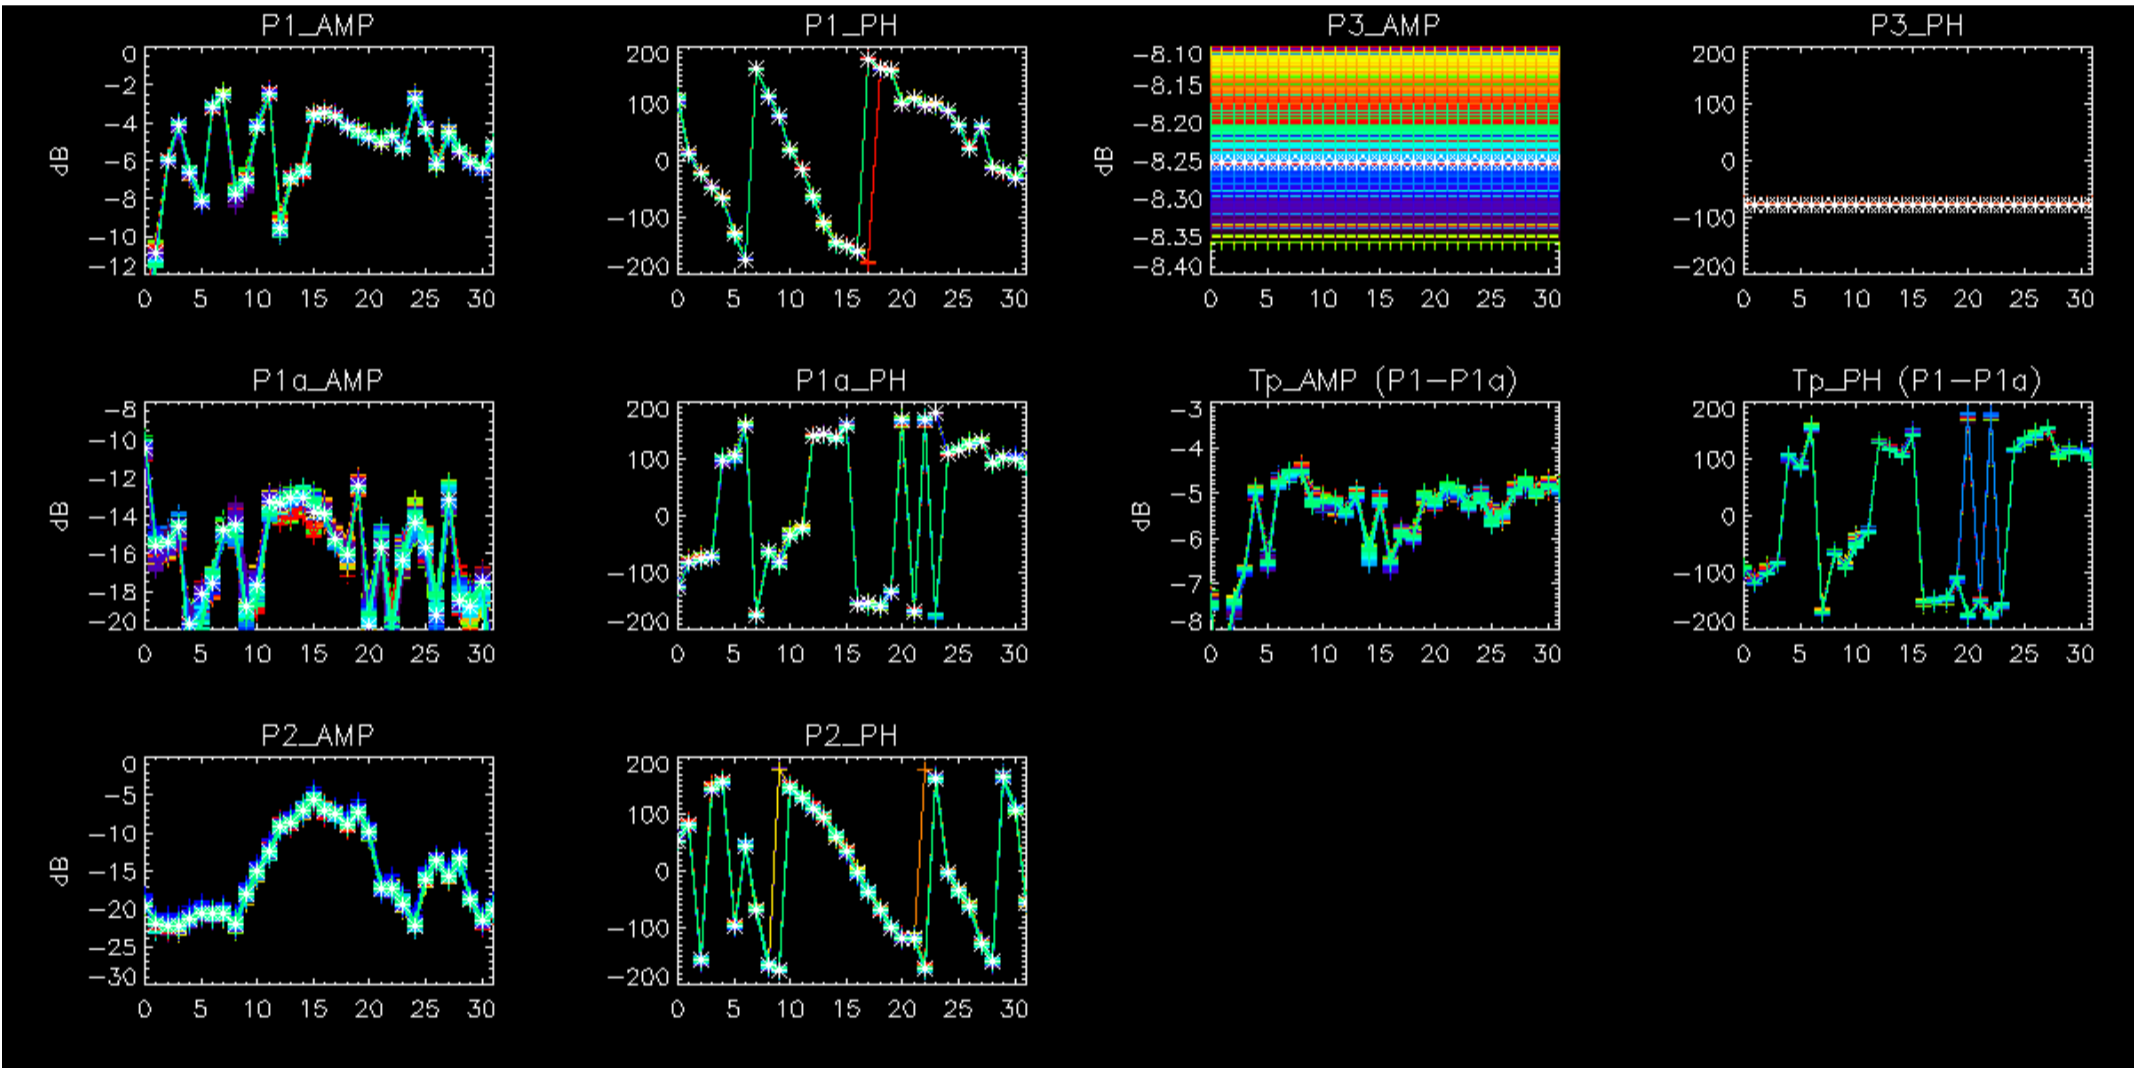 P1_AMP
P1_PH
P3_AMP
P3_PH
dB
0
-2
-4
-6
-8
-10
-12
0 5 10 15 20 25 30
200
100
0
-100
-200
0 5 10 15 20 25 30
dB
-8.10
-8.15
-8.20
-8.25
-8.30
-8.35
-8.40
0 5 10 15 20 25 30
200
100
0
-100
-200
0 5 10 15 20 25 30
P1a_AMP
P1a_PH
Tp_AMP (P1-P1a)
Tp_PH (P1-P1a)
dB
-8
-10
-12
-14
-16
-18
-20
0 5 10 15 20 25 30
200
100
0
-100
-200
0 5 10 15 20 25 30
dB
-3
-4
-5
-6
-7
-8
0 5 10 15 20 25 30
200
100
0
-100
-200
0 5 10 15 20 25 30
P2_AMP
P2_PH
dB
0
-5
-10
-15
-20
-25
-30
0 5 10 15 20 25 30
200
100
0
-100
-200
0 5 10 15 20 25 30